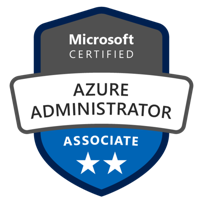 Microsoft
CERTIFIED
AZURE
ADMINISTRATOR
ASSOCIATE